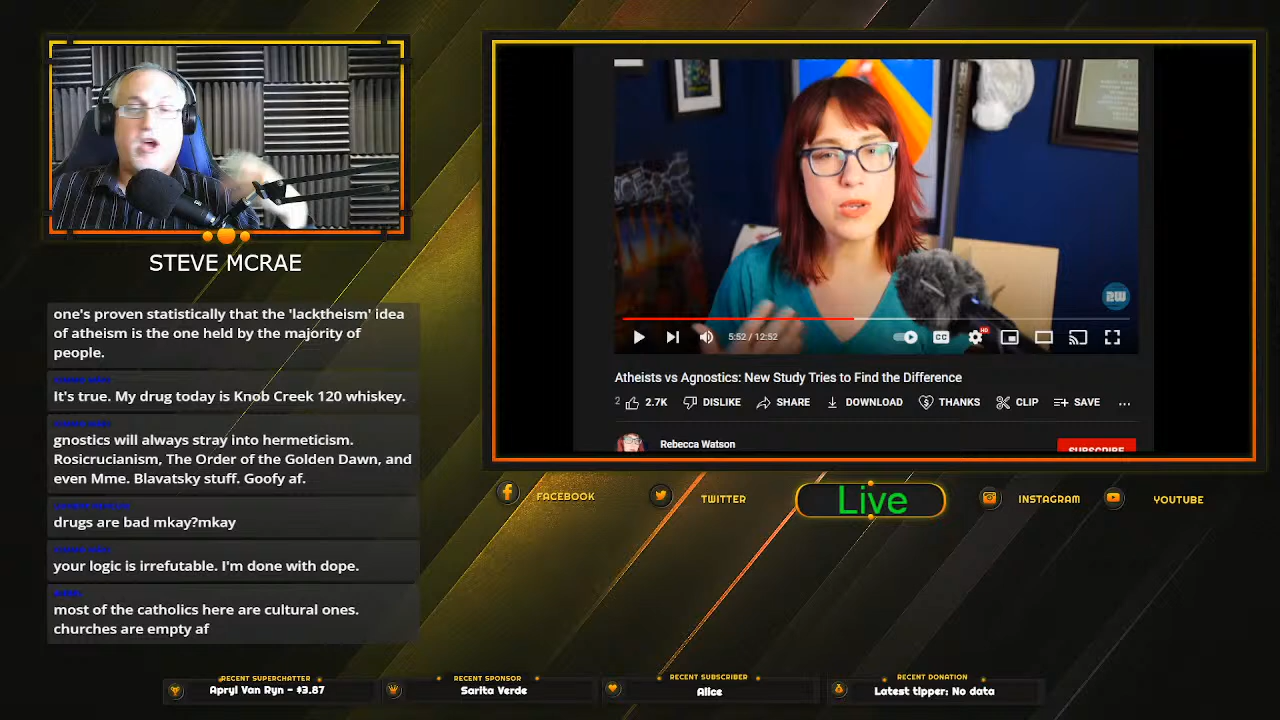 STEVE MCRAE
one's proven statistically that the 'lacktheism' idea
of atheism is the one held by the majority of
people.
It's true. My drug today is Knob Creek 120 whiskey.
gnostics will always stray into hermeticism.
Rosicrucianism, The Order of the Golden Dawn, and
even Mme. Blavatsky stuff. Goofy af.
drugs are bad mkay?mkay
your logic is irrefutable. I'm done with dope.
most of the catholics here are cultural ones.
churches are empty af
5:52 / 12:52
CC
HD
Atheists vs Agnostics: New Study Tries to Find the Difference
2 2.7K DISLIKE SHARE DOWNLOAD THANKS CLIP SAVE ...
Rebecca Watson
SUBSCRIBE
FACEBOOK TWITTER Live INSTAGRAM YOUTUBE
RECENT SUPERCHATTER
Apryl Van Ryn - $3.87
RECENT SPONSOR
Sarita Verde
RECENT SUBSCRIBER
Alice
RECENT DONATION
Latest tipper: No data